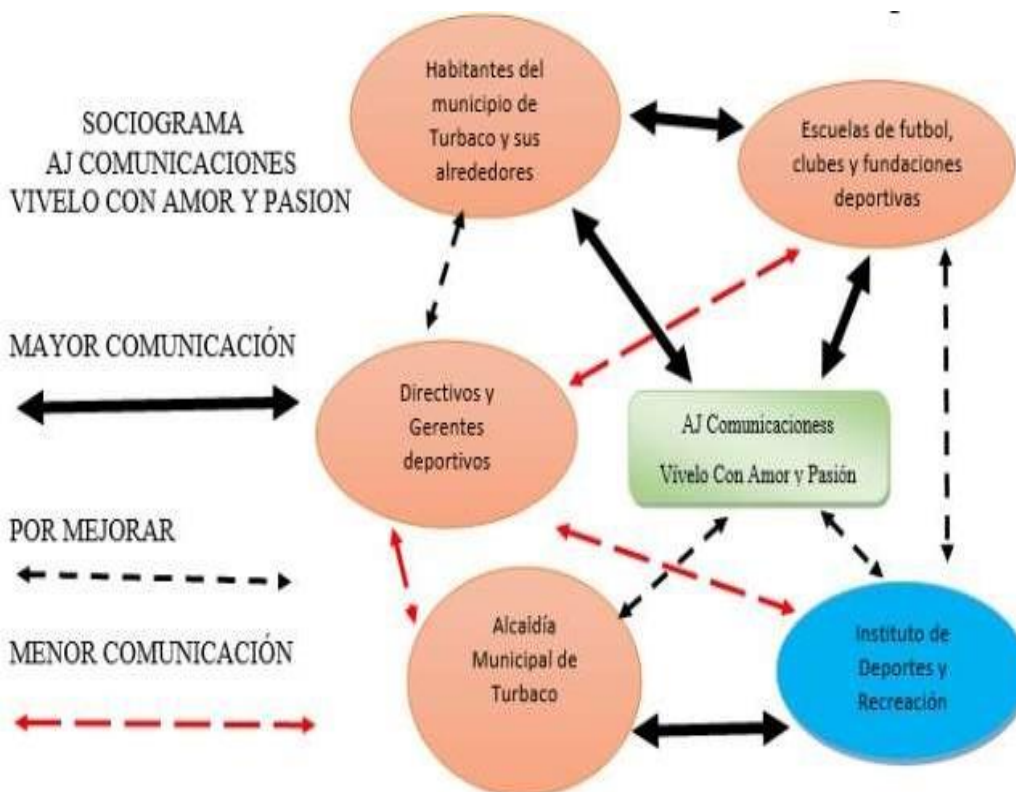 SOCIOGRAMA
AJ COMUNICACIONES
VIVELO CON AMOR Y PASION
Habitantes del
municipio de
Turbaco y sus
alrededores
Escuelas de futbol,
clubes y fundaciones
deportivas
MAYOR COMUNICACIÓN
Directivos y
Gerentes
deportivos
AJ Comunicacioness
Vívelo Con Amor y Pasión
POR MEJORAR
MENOR COMUNICACIÓN
Alcaldía
Municipal de
Turbaco
Instituto de
Deportes y
Recreación